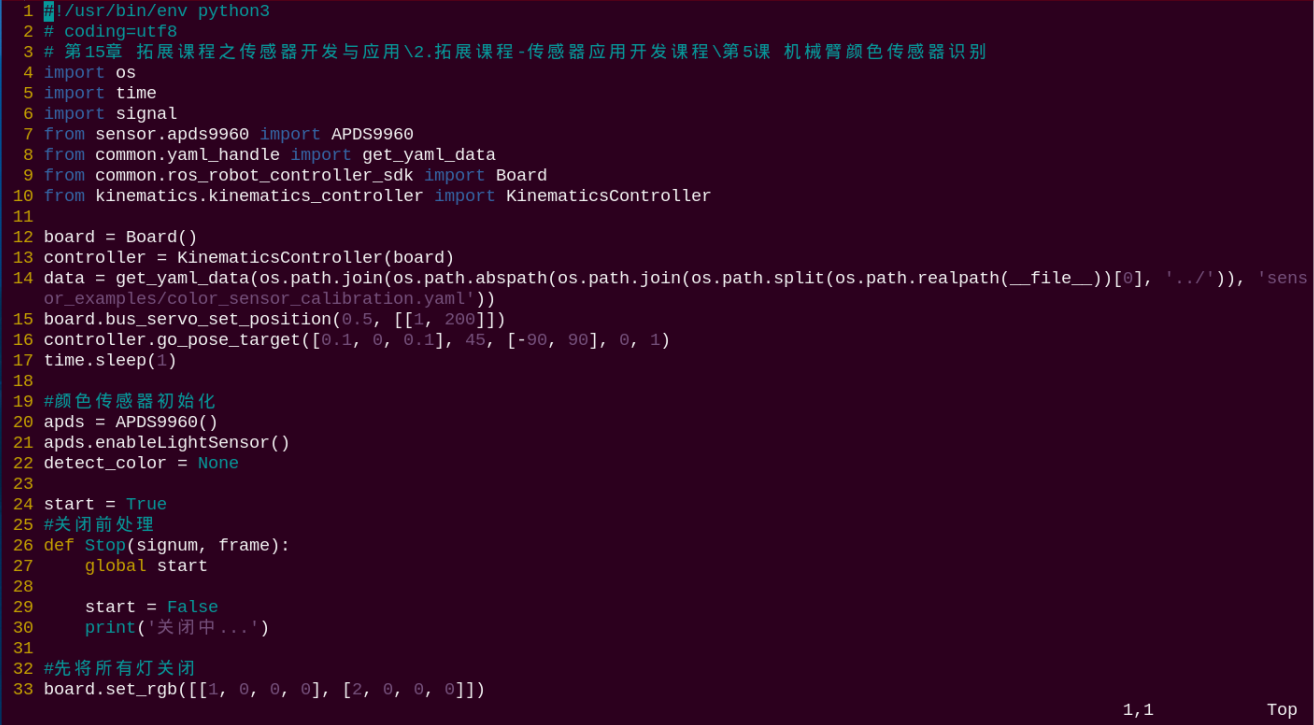 1 #!/usr/bin/env python3
2 # coding=utf8
3 # 第15章 拓展课程之传感器开发与应用\2.拓展课程-传感器应用开发课程\第5课 机械臂颜色传感器识别
4 import os
5 import time
6 import signal
7 from sensor.apds9960 import APDS9960
8 from common.yaml_handle import get_yaml_data
9 from common.ros_robot_controller_sdk import Board
10 from kinematics.kinematics_controller import KinematicsController
11
12 board = Board()
13 controller = KinematicsController(board)
14 data = get_yaml_data(os.path.join(os.path.abspath(os.path.join(os.path.split(os.path.realpath(__file__))[0], '../')), 'sens
or_examples/color_sensor_calibration.yaml'))
15 board.bus_servo_set_position(0.5, [[1, 200]])
16 controller.go_pose_target([0.1, 0, 0.1], 45, [-90, 90], 0, 1)
17 time.sleep(1)
18
19 #颜色传感器初始化
20 apds = APDS9960()
21 apds.enableLightSensor()
22 detect_color = None
23
24 start = True
25 #关闭前处理
26 def Stop(signum, frame):
27     global start
28
29     start = False
30     print('关闭中...')
31
32 #先将所有灯关闭
33 board.set_rgb([[1, 0, 0, 0], [2, 0, 0, 0]])
1,1 Top